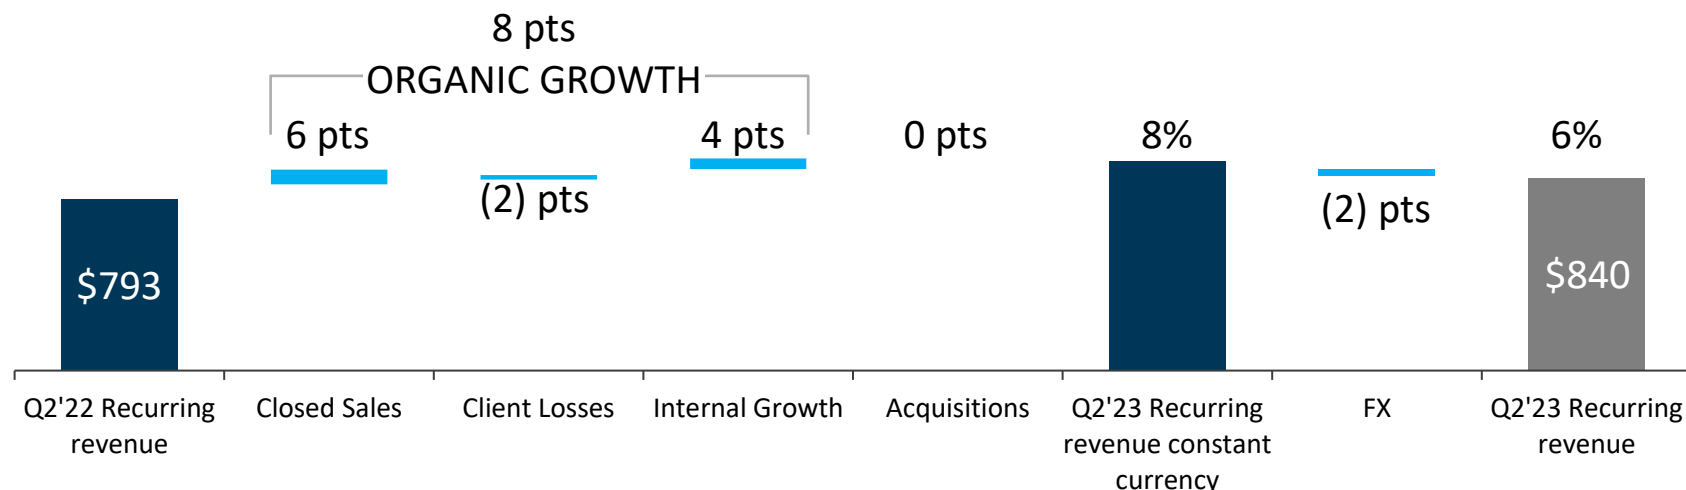 8 pts
ORGANIC GROWTH
6 pts
(2) pts
4 pts
0 pts
8%
(2) pts
6%
$793
$840
Q2'22 Recurring
revenue
Closed Sales
Client Losses
Internal Growth
Acquisitions
Q2'23 Recurring
revenue constant
currency
FX
Q2'23 Recurring
revenue